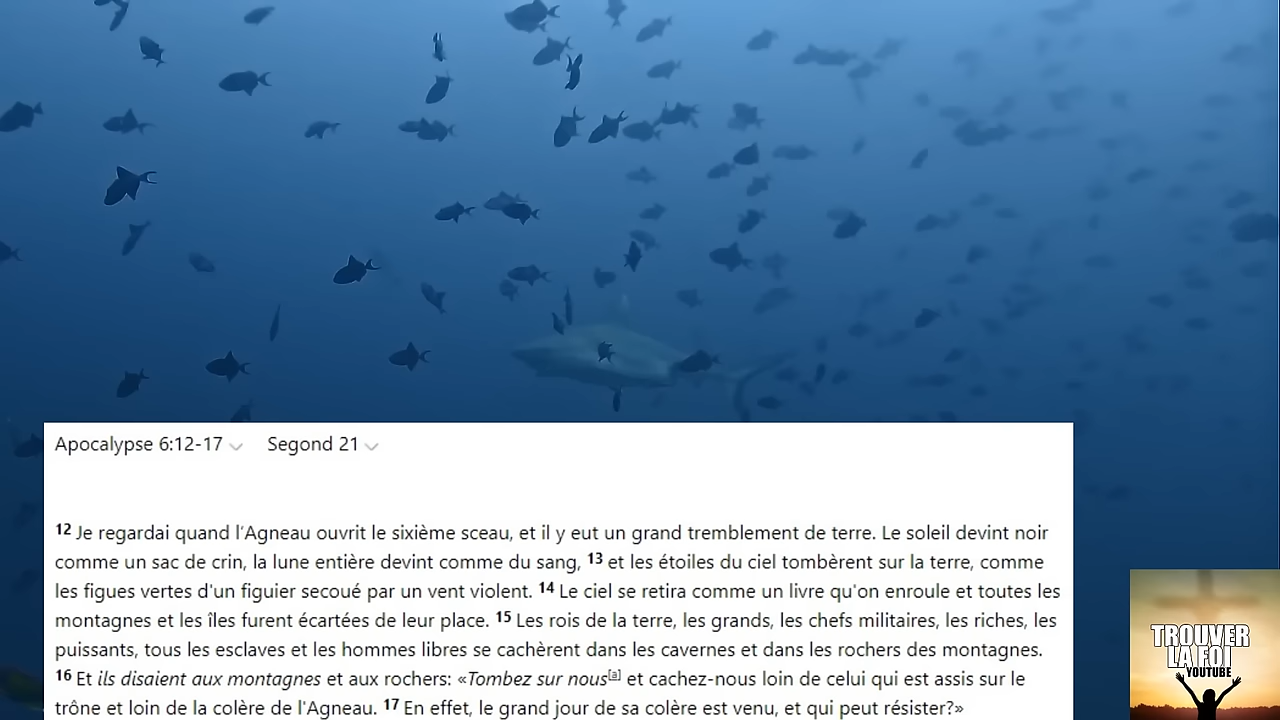 Apocalypse 6:12-17 Segond 21
12 Je regardai quand l'Agneau ouvrit le sixième sceau, et il y eut un grand tremblement de terre. Le soleil devint noir
comme un sac de crin, la lune entière devint comme du sang, 13 et les étoiles du ciel tombèrent sur la terre, comme
les figues vertes d'un figuier secoué par un vent violent. 14 Le ciel se retira comme un livre qu'on enroule et toutes les
montagnes et les îles furent écartées de leur place. 15 Les rois de la terre, les grands, les chefs militaires, les riches, les
puissants, tous les esclaves et les hommes libres se cachèrent dans les cavernes et dans les rochers des montagnes.
16 Et ils disaient aux montagnes et aux rochers: «Tombez sur nous[a] et cachez-nous loin de celui qui est assis sur le
trône et loin de la colère de l'Agneau. 17 En effet, le grand jour de sa colère est venu, et qui peut résister?»
TROUVER
LA FOI
YOUTUBE